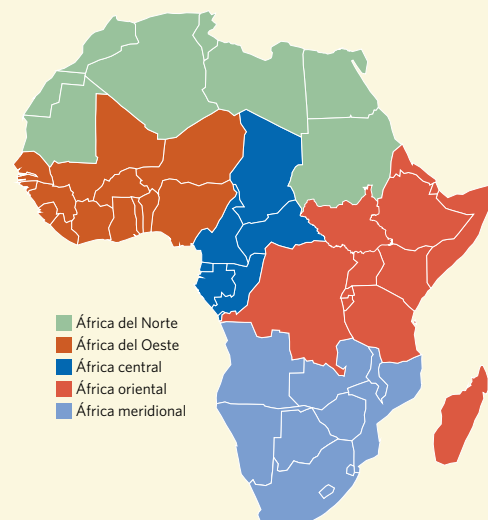 África del Norte
África del Oeste
África central
África oriental
África meridional